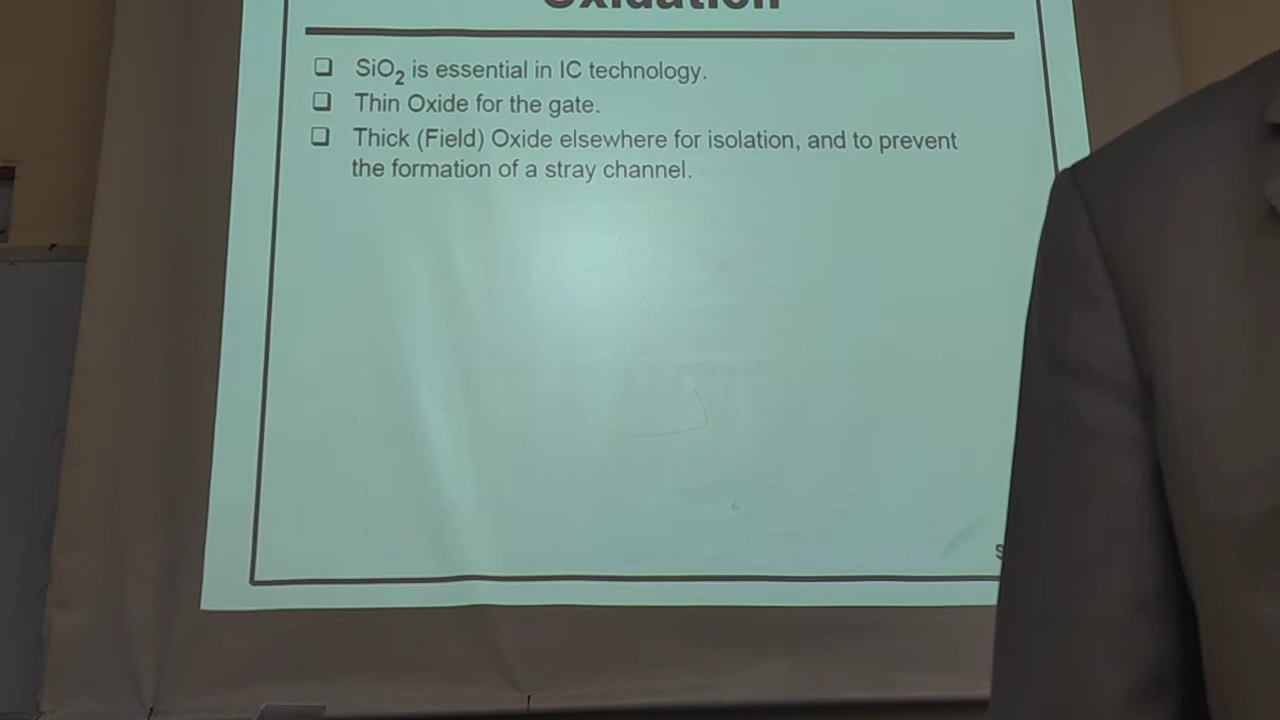 Oxidation
❑ SiO₂ is essential in IC technology.
❑ Thin Oxide for the gate.
❑ Thick (Field) Oxide elsewhere for isolation, and to prevent
the formation of a stray channel.